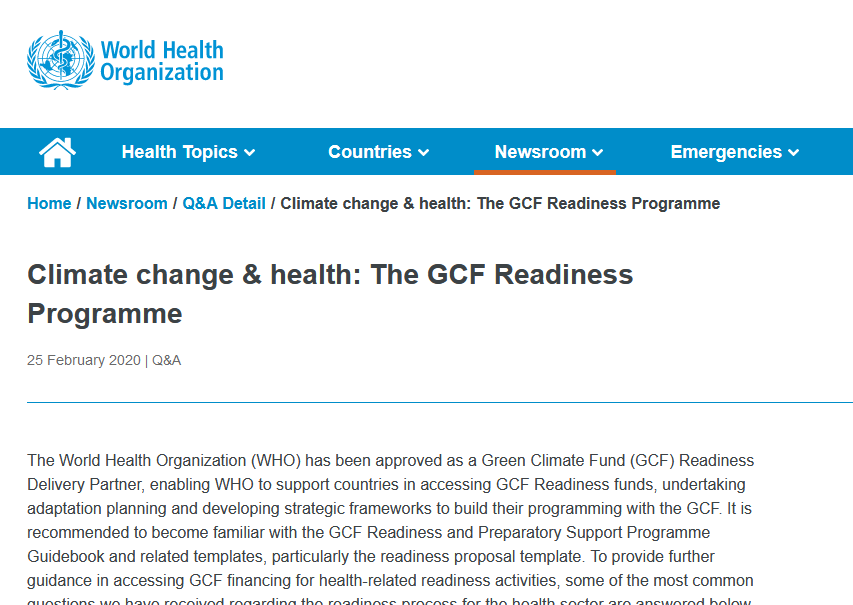 World Health
Organization
Health Topics
Countries
Newsroom
Emergencies
Home / Newsroom / Q&A Detail / Climate change & health: The GCF Readiness Programme
Climate change & health: The GCF Readiness
Programme
25 February 2020 | Q&A
The World Health Organization (WHO) has been approved as a Green Climate Fund (GCF) Readiness
Delivery Partner, enabling WHO to support countries in accessing GCF Readiness funds, undertaking
adaptation planning and developing strategic frameworks to build their programming with the GCF. It is
recommended to become familiar with the GCF Readiness and Preparatory Support Programme
Guidebook and related templates, particularly the readiness proposal template. To provide further
guidance in accessing GCF financing for health-related readiness activities, some of the most common
questions we have received regarding the readiness process for the health sector are answered below